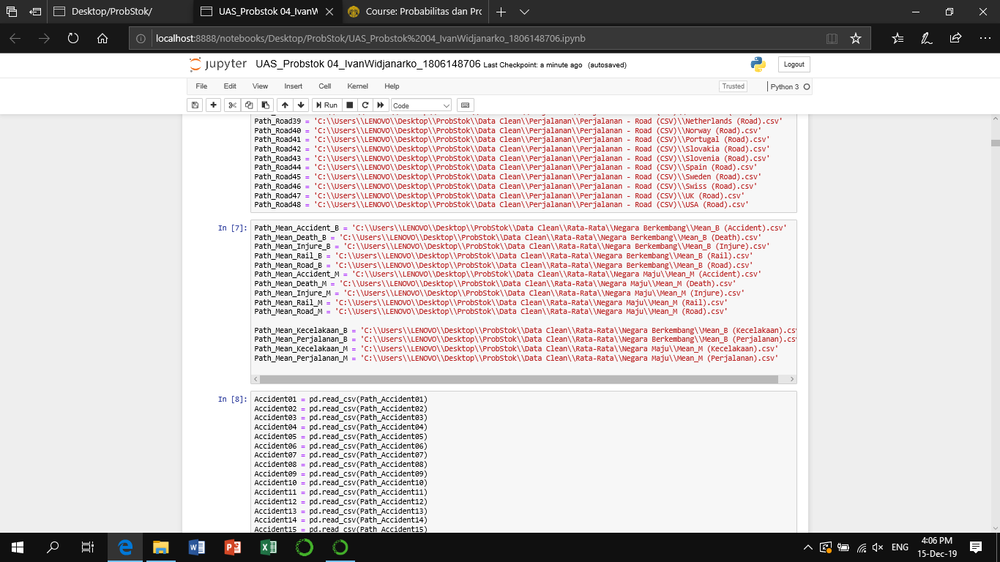 Desktop/ProbStok/
UAS_Probstok 04_IvanW
Course: Probabilitas dan Pro
localhost:8888/notebooks/Desktop/ProbStok/UAS_Probstok%2004_IvanWidjanarko_1806148706.ipynb
jupyter UAS_Probstok 04_IvanWidjanarko_1806148706 Last Checkpoint: a minute ago (autosaved)
Logout
File Edit View Insert Cell Kernel Help
Trusted
Python 3
Run
Code
Path_Road39 = 'C:\\Users\\LENOVO\\Desktop\\ProbStok\\Data Clean\\Perjalanan\\Perjalanan - Road (CSV)\\Netherlands (Road).csv'
Path_Road40 = 'C:\\Users\\LENOVO\\Desktop\\ProbStok\\Data Clean\\Perjalanan\\Perjalanan - Road (CSV)\\Norway (Road).csv'
Path_Road41 = 'C:\\Users\\LENOVO\\Desktop\\ProbStok\\Data Clean\\Perjalanan\\Perjalanan - Road (CSV)\\Portugal (Road).csv'
Path_Road42 = 'C:\\Users\\LENOVO\\Desktop\\ProbStok\\Data Clean\\Perjalanan\\Perjalanan - Road (CSV)\\Slovakia (Road).csv'
Path_Road43 = 'C:\\Users\\LENOVO\\Desktop\\ProbStok\\Data Clean\\Perjalanan\\Perjalanan - Road (CSV)\\Slovenia (Road).csv'
Path_Road44 = 'C:\\Users\\LENOVO\\Desktop\\ProbStok\\Data Clean\\Perjalanan\\Perjalanan - Road (CSV)\\Spain (Road).csv'
Path_Road45 = 'C:\\Users\\LENOVO\\Desktop\\ProbStok\\Data Clean\\Perjalanan\\Perjalanan - Road (CSV)\\Sweden (Road).csv'
Path_Road46 = 'C:\\Users\\LENOVO\\Desktop\\ProbStok\\Data Clean\\Perjalanan\\Perjalanan - Road (CSV)\\Swiss (Road).csv'
Path_Road47 = 'C:\\Users\\LENOVO\\Desktop\\ProbStok\\Data Clean\\Perjalanan\\Perjalanan - Road (CSV)\\UK (Road).csv'
Path_Road48 = 'C:\\Users\\LENOVO\\Desktop\\ProbStok\\Data Clean\\Perjalanan\\Perjalanan - Road (CSV)\\USA (Road).csv'
In [7]:
Path_Mean_Accident_B = 'C:\\Users\\LENOVO\\Desktop\\ProbStok\\Data Clean\\Rata-Rata\\Negara Berkembang\\Mean_B (Accident).csv'
Path_Mean_Death_B = 'C:\\Users\\LENOVO\\Desktop\\ProbStok\\Data Clean\\Rata-Rata\\Negara Berkembang\\Mean_B (Death).csv'
Path_Mean_Injure_B = 'C:\\Users\\LENOVO\\Desktop\\ProbStok\\Data Clean\\Rata-Rata\\Negara Berkembang\\Mean_B (Injure).csv'
Path_Mean_Rail_B = 'C:\\Users\\LENOVO\\Desktop\\ProbStok\\Data Clean\\Rata-Rata\\Negara Berkembang\\Mean_B (Rail).csv'
Path_Mean_Road_B = 'C:\\Users\\LENOVO\\Desktop\\ProbStok\\Data Clean\\Rata-Rata\\Negara Berkembang\\Mean_B (Road).csv'
Path_Mean_Accident_M = 'C:\\Users\\LENOVO\\Desktop\\ProbStok\\Data Clean\\Rata-Rata\\Negara Maju\\Mean_M (Accident).csv'
Path_Mean_Death_M = 'C:\\Users\\LENOVO\\Desktop\\ProbStok\\Data Clean\\Rata-Rata\\Negara Maju\\Mean_M (Death).csv'
Path_Mean_Injure_M = 'C:\\Users\\LENOVO\\Desktop\\ProbStok\\Data Clean\\Rata-Rata\\Negara Maju\\Mean_M (Injure).csv'
Path_Mean_Rail_M = 'C:\\Users\\LENOVO\\Desktop\\ProbStok\\Data Clean\\Rata-Rata\\Negara Maju\\Mean_M (Rail).csv'
Path_Mean_Road_M = 'C:\\Users\\LENOVO\\Desktop\\ProbStok\\Data Clean\\Rata-Rata\\Negara Maju\\Mean_M (Road).csv'
Path_Mean_Kecelakaan_B = 'C:\\Users\\LENOVO\\Desktop\\ProbStok\\Data Clean\\Rata-Rata\\Negara Berkembang\\Mean_B (Kecelakaan).csv
Path_Mean_Perjalanan_B = 'C:\\Users\\LENOVO\\Desktop\\ProbStok\\Data Clean\\Rata-Rata\\Negara Berkembang\\Mean_B (Perjalanan).csv
Path_Mean_Kecelakaan_M = 'C:\\Users\\LENOVO\\Desktop\\ProbStok\\Data Clean\\Rata-Rata\\Negara Maju\\Mean_M (Kecelakaan).csv'
Path_Mean_Perjalanan_M = 'C:\\Users\\LENOVO\\Desktop\\ProbStok\\Data Clean\\Rata-Rata\\Negara Maju\\Mean_M (Perjalanan).csv'
In [8]:
Accident01 = pd.read_csv(Path_Accident01)
Accident02 = pd.read_csv(Path_Accident02)
Accident03 = pd.read_csv(Path_Accident03)
Accident04 = pd.read_csv(Path_Accident04)
Accident05 = pd.read_csv(Path_Accident05)
Accident06 = pd.read_csv(Path_Accident06)
Accident07 = pd.read_csv(Path_Accident07)
Accident08 = pd.read_csv(Path_Accident08)
Accident09 = pd.read_csv(Path_Accident09)
Accident10 = pd.read_csv(Path_Accident10)
Accident11 = pd.read_csv(Path_Accident11)
Accident12 = pd.read_csv(Path_Accident12)
Accident13 = pd.read_csv(Path_Accident13)
Accident14 = pd.read_csv(Path_Accident14)
Accident15 = pd.read_csv(Path_Accident15)
ENG
4:06 PM
15-Dec-19